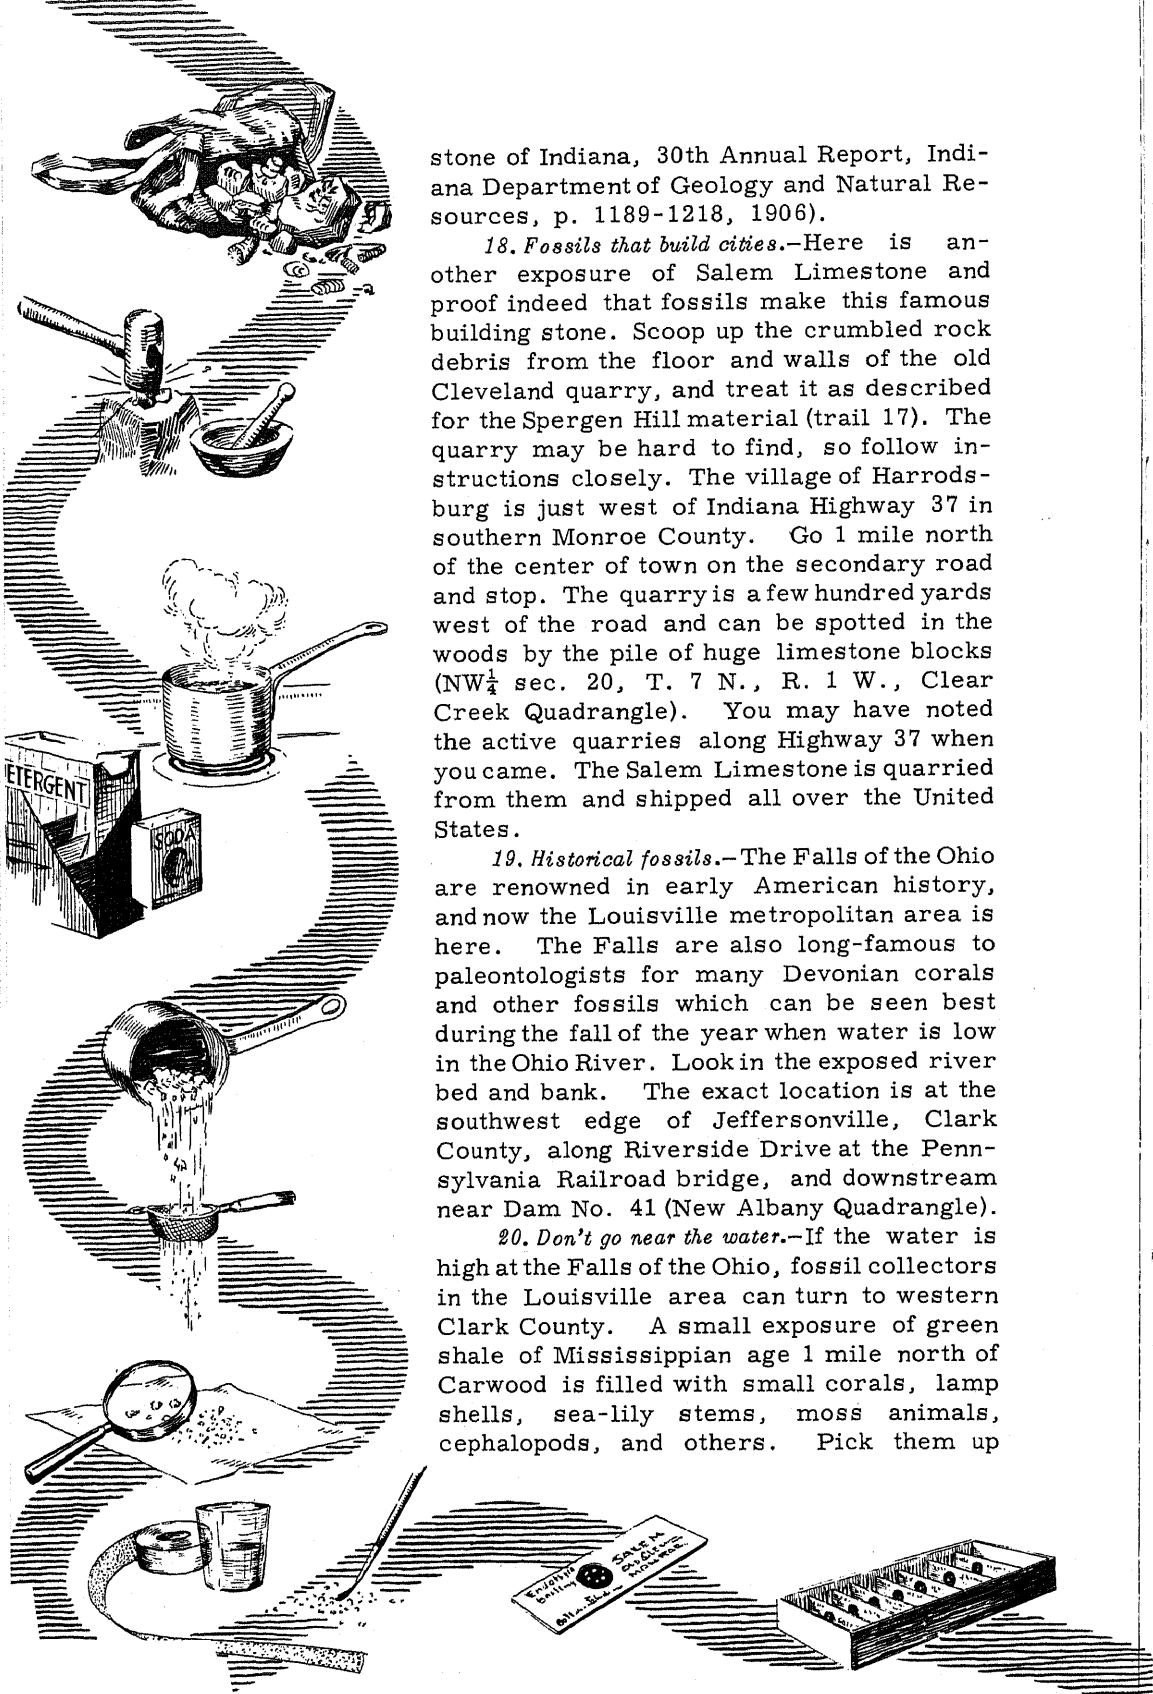 stone of Indiana, 30th Annual Report, Indi-
ana Department of Geology and Natural Re-
sources, p. 1189-1218, 1906).
18. Fossils that build cities.—Here is an-
other exposure of Salem Limestone and
proof indeed that fossils make this famous
building stone. Scoop up the crumbled rock
debris from the floor and walls of the old
Cleveland quarry, and treat it as described
for the Spergen Hill material (trail 17). The
quarry may be hard to find, so follow in-
structions closely. The village of Harrods-
burg is just west of Indiana Highway 37 in
southern Monroe County. Go 1 mile north
of the center of town on the secondary road
and stop. The quarry is a few hundred yards
west of the road and can be spotted in the
woods by the pile of huge limestone blocks
(NW¼ sec. 20, T. 7 N., R. 1 W., Clear
Creek Quadrangle). You may have noted
the active quarries along Highway 37 when
you came. The Salem Limestone is quarried
from them and shipped all over the United
States.
19. Historical fossils.—The Falls of the Ohio
are renowned in early American history,
and now the Louisville metropolitan area is
here. The Falls are also long-famous to
paleontologists for many Devonian corals
and other fossils which can be seen best
during the fall of the year when water is low
in the Ohio River. Look in the exposed river
bed and bank. The exact location is at the
southwest edge of Jeffersonville, Clark
County, along Riverside Drive at the Penn-
sylvania Railroad bridge, and downstream
near Dam No. 41 (New Albany Quadrangle).
20. Don't go near the water.—If the water is
high at the Falls of the Ohio, fossil collectors
in the Louisville area can turn to western
Clark County. A small exposure of green
shale of Mississippian age 1 mile north of
Carwood is filled with small corals, lamp
shells, sea-lily stems, moss animals,
cephalopods, and others. Pick them up
ETERGENT
SODA
SALEM